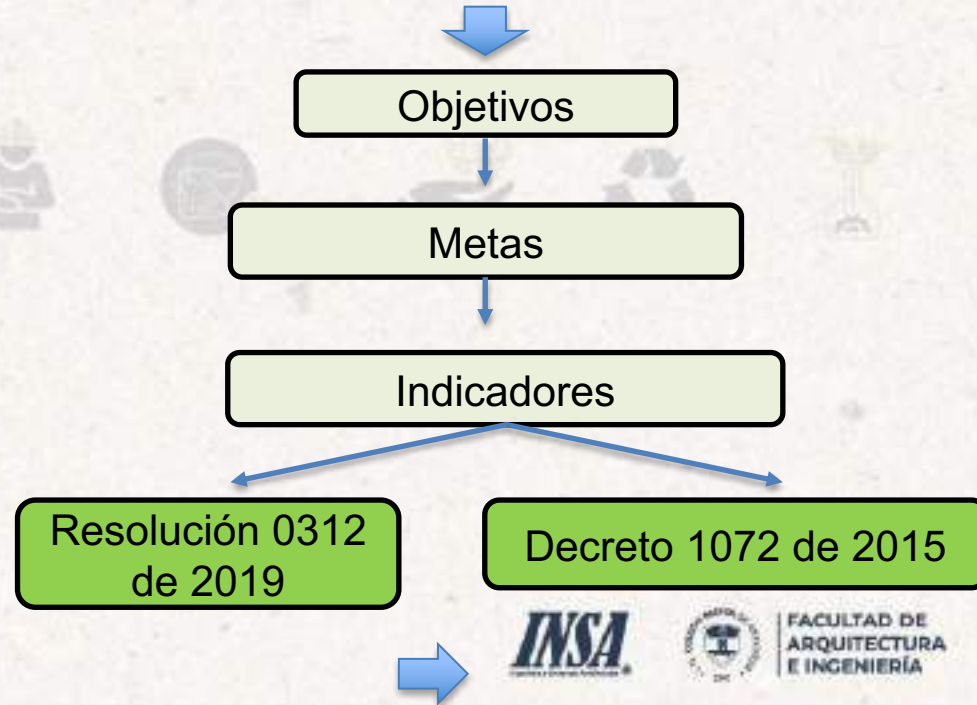 Objetivos
Metas
Indicadores
Resolución 0312
de 2019
Decreto 1072 de 2015
INSA
FACULTAD DE
ARQUITECTURA
E INGENIERÍA